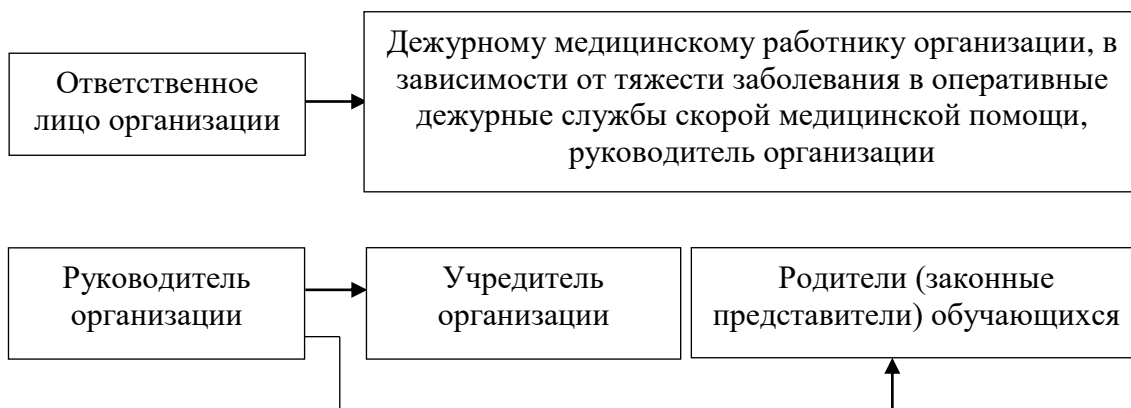 Ответственное
лицо организации
Дежурному медицинскому работнику организации, в
зависимости от тяжести заболевания в оперативные
дежурные службы скорой медицинской помощи,
руководитель организации
Руководитель
организации
Учредитель
организации
Родители (законные
представители) обучающихся